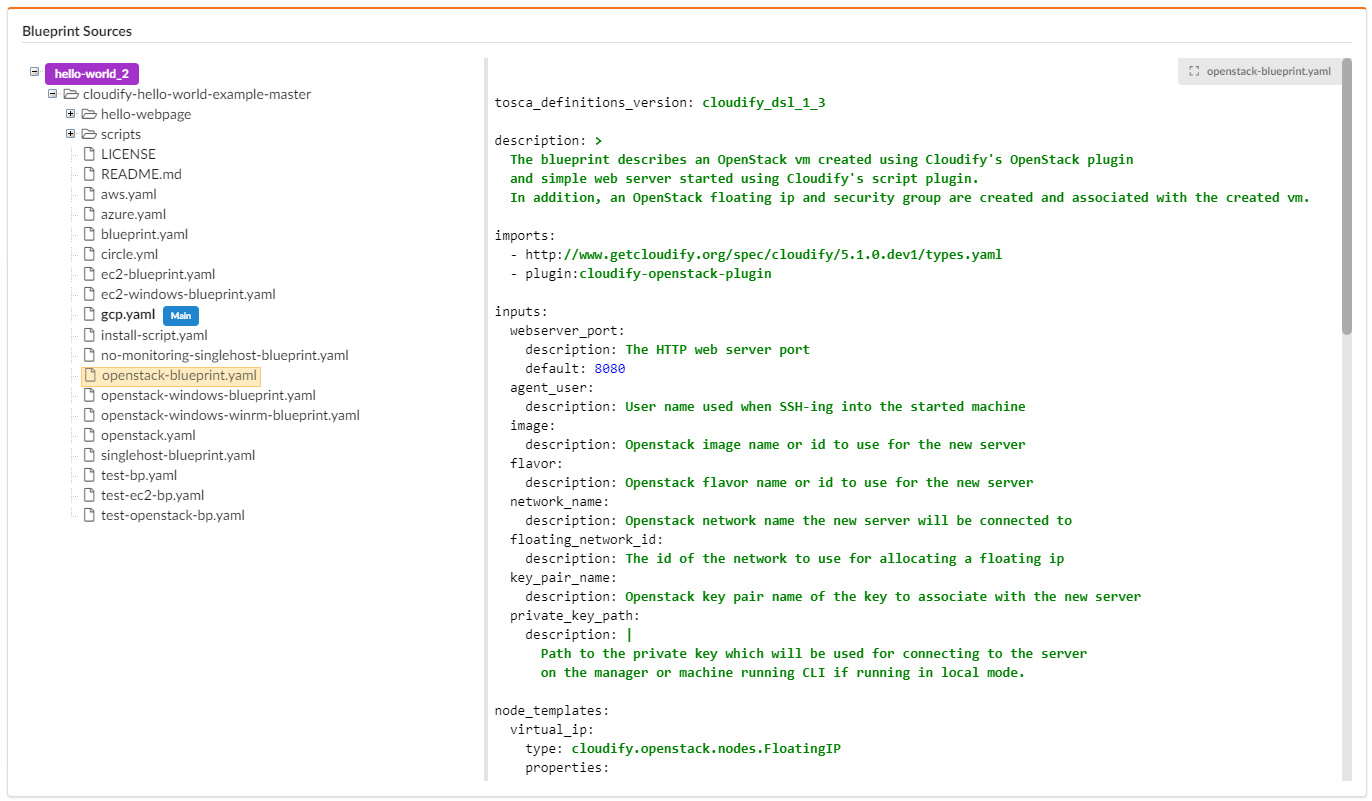 Blueprint Sources
hello-world_2
cloudify-hello-world-example-master
hello-webpage
scripts
LICENSE
README.md
aws.yaml
azure.yaml
blueprint.yaml
circle.yml
ec2-blueprint.yaml
ec2-windows-blueprint.yaml
gcp.yaml Main
install-script.yaml
no-monitoring-singlehost-blueprint.yaml
openstack-blueprint.yaml
openstack-windows-blueprint.yaml
openstack-windows-winrm-blueprint.yaml
openstack.yaml
singlehost-blueprint.yaml
test-bp.yaml
test-ec2-bp.yaml
test-openstack-bp.yaml
openstack-blueprint.yaml
tosca_definitions_version: cloudify_dsl_1_3
description: >
  The blueprint describes an OpenStack vm created using Cloudify's OpenStack plugin
  and simple web server started using Cloudify's script plugin.
  In addition, an OpenStack floating ip and security group are created and associated with the created vm.
imports:
  - http://www.getcloudify.org/spec/cloudify/5.1.0.dev1/types.yaml
  - plugin:cloudify-openstack-plugin
inputs:
  webserver_port:
    description: The HTTP web server port
    default: 8080
  agent_user:
    description: User name used when SSH-ing into the started machine
  image:
    description: Openstack image name or id to use for the new server
  flavor:
    description: Openstack flavor name or id to use for the new server
  network_name:
    description: Openstack network name the new server will be connected to
  floating_network_id:
    description: The id of the network to use for allocating a floating ip
  key_pair_name:
    description: Openstack key pair name of the key to associate with the new server
  private_key_path:
    description: |
      Path to the private key which will be used for connecting to the server
      on the manager or machine running CLI if running in local mode.
node_templates:
  virtual_ip:
    type: cloudify.openstack.nodes.FloatingIP
    properties: